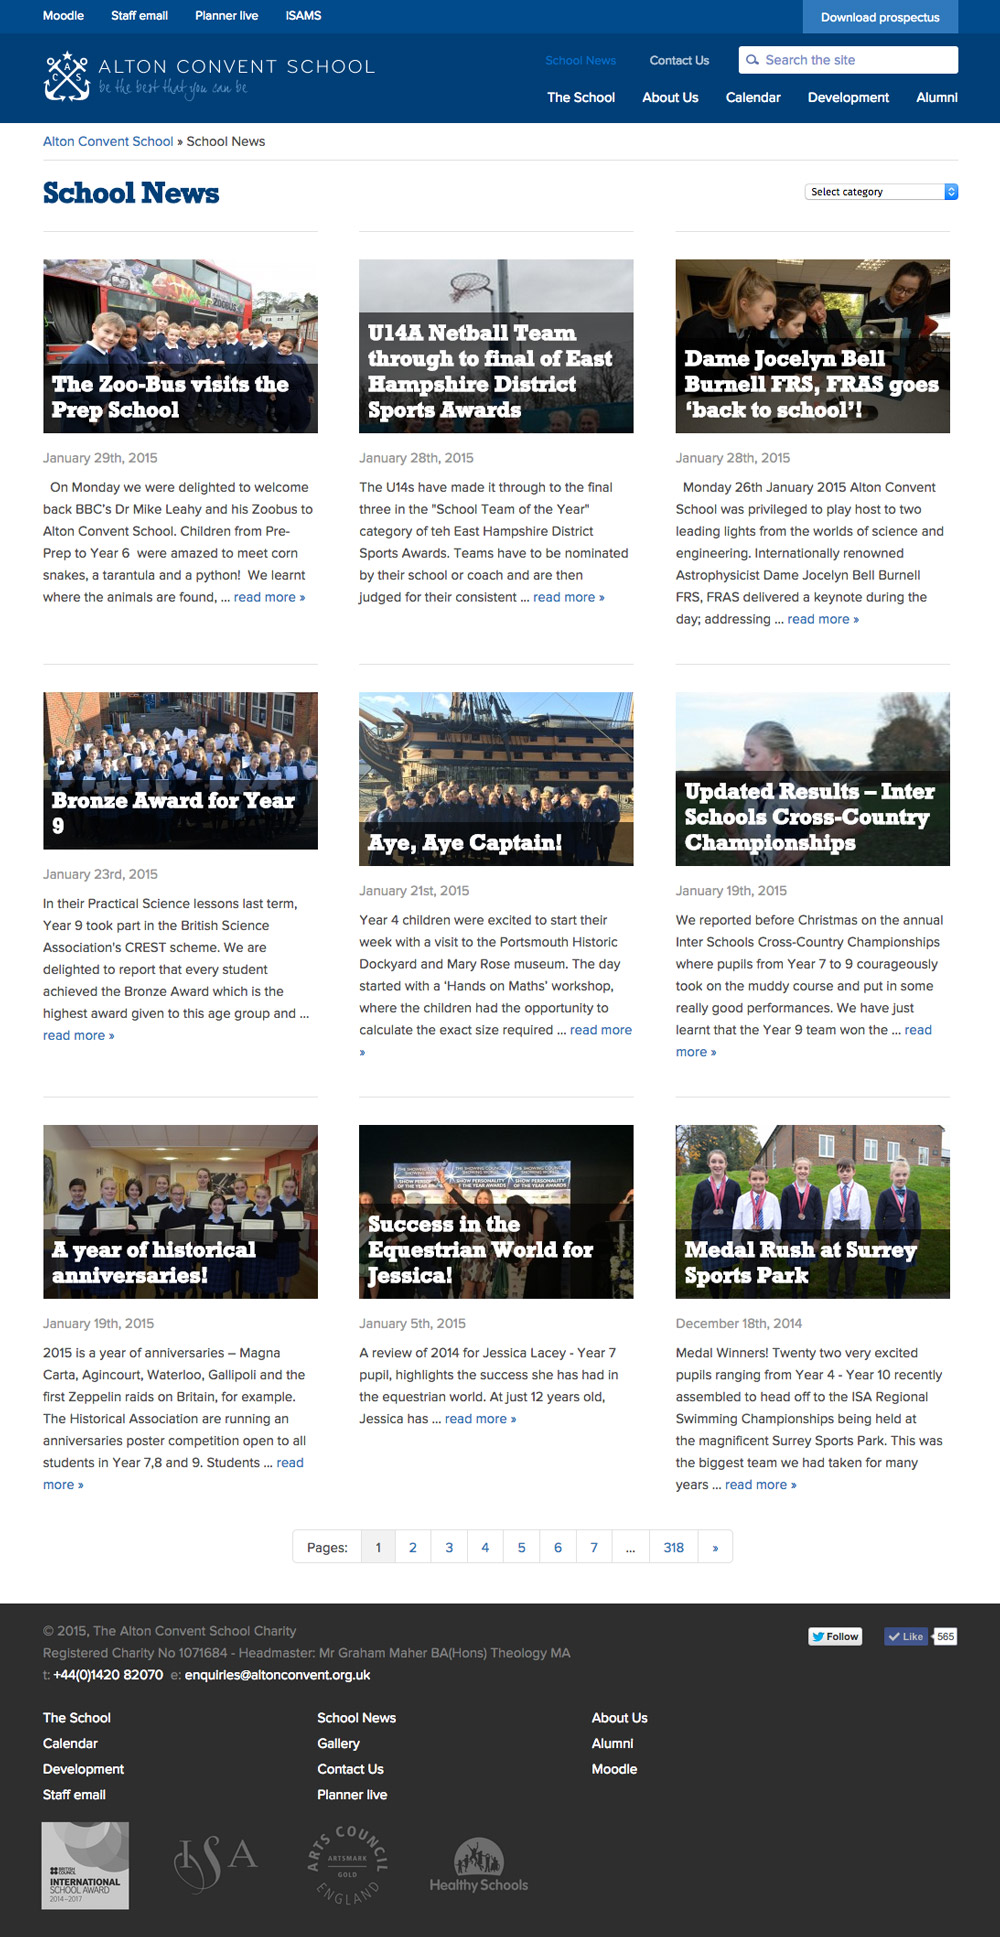 Moodle Staff email Planner live ISAMS Download prospectus
ALTON CONVENT SCHOOL
be the best that you can be
C A S
School News Contact Us Search the site
The School About Us Calendar Development Alumni
Alton Convent School » School News
School News
Select category
ZOOBUS
The Zoo-Bus visits the
Prep School
January 29th, 2015
On Monday we were delighted to welcome
back BBC's Dr Mike Leahy and his Zoobus to
Alton Convent School. Children from Pre-
Prep to Year 6 were amazed to meet corn
snakes, a tarantula and a python! We learnt
where the animals are found, ... read more »
U14A Netball Team
through to final of East
Hampshire District
Sports Awards
January 28th, 2015
The U14s have made it through to the final
three in the "School Team of the Year"
category of teh East Hampshire District
Sports Awards. Teams have to be nominated
by their school or coach and are then
judged for their consistent ... read more »
Dame Jocelyn Bell
Burnell FRS, FRAS goes
‘back to school’!
January 28th, 2015
Monday 26th January 2015 Alton Convent
School was privileged to play host to two
leading lights from the worlds of science and
engineering. Internationally renowned
Astrophysicist Dame Jocelyn Bell Burnell
FRS, FRAS delivered a keynote during the
day; addressing ... read more »
Bronze Award for Year
9
January 23rd, 2015
In their Practical Science lessons last term,
Year 9 took part in the British Science
Association's CREST scheme. We are
delighted to report that every student
achieved the Bronze Award which is the
highest award given to this age group and ...
read more »
Aye, Aye Captain!
January 21st, 2015
Year 4 children were excited to start their
week with a visit to the Portsmouth Historic
Dockyard and Mary Rose museum. The day
started with a ‘Hands on Maths’ workshop,
where the children had the opportunity to
calculate the exact size required ... read more
»
Updated Results – Inter
Schools Cross-Country
Championships
January 19th, 2015
We reported before Christmas on the annual
Inter Schools Cross-Country Championships
where pupils from Year 7 to 9 courageously
took on the muddy course and put in some
really good performances. We have just
learnt that the Year 9 team won the ... read
more »
A year of historical
anniversaries!
January 19th, 2015
2015 is a year of anniversaries – Magna
Carta, Agincourt, Waterloo, Gallipoli and the
first Zeppelin raids on Britain, for example.
The Historical Association are running an
anniversaries poster competition open to all
students in Year 7,8 and 9. Students ... read
more »
THE SHOWING COUNCIL
SHOWING WORLD
SHOW PERSONALITY
OF THE YEAR AWARDS
Success in the
Equestrian World for
Jessica!
January 5th, 2015
A review of 2014 for Jessica Lacey - Year 7
pupil, highlights the success she has had in
the equestrian world. At just 12 years old,
Jessica has ... read more »
Medal Rush at Surrey
Sports Park
December 18th, 2014
Medal Winners! Twenty two very excited
pupils ranging from Year 4 - Year 10 recently
assembled to head off to the ISA Regional
Swimming Championships being held at
the magnificent Surrey Sports Park. This was
the biggest team we had taken for many
years ... read more »
Pages: 1 2 3 4 5 6 7 ... 318 »
© 2015, The Alton Convent School Charity
Registered Charity No 1071684 - Headmaster: Mr Graham Maher BA(Hons) Theology MA
t: +44(0)1420 82070 e: enquiries@altonconvent.org.uk
Follow Like 565
The School School News About Us
Calendar Gallery Alumni
Development Contact Us Moodle
Staff email Planner live
BRITISH COUNCIL
INTERNATIONAL
SCHOOL AWARD
2014-2017
ISA
ARTS COUNCIL
ARTSMARK
GOLD
ENGLAND
Healthy Schools